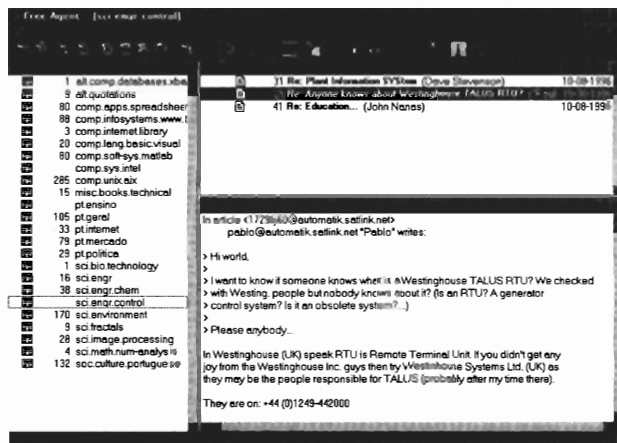 Free Agent - [sci.engr.control]
1 alt.comp.databases.xba
9 alt.quotations
80 comp.apps.spreadsheet
88 comp.infosystems.www.
3 comp.internet.library
20 comp.lang.basic.visual
80 comp.soft-sys.matlab
comp.sys.intel
285 comp.unix.aix
15 misc.books.technical
pt.ensino
105 pt.geral
33 pt.internet
79 pt.mercado
29 pt.politica
1 sci.bio.technology
16 sci.engr
38 sci.engr.chem
sci.engr.control
170 sci.environment
9 sci.fractals
28 sci.image.processing
4 sci.math.num-analysis
132 soc.culture.portuguese
31 Re: Plant Information SYStem (Dave Stevenson) 10-08-1996
Re: Anyone knows about Westinghouse TALUS RTU?
41 Re: Education... (John Nanas) 10-08-1996
In article @automatik.satlink.net>
pablo@automatik.satlink.net "Pablo" writes:
> Hi world,
>
> I want to know if someone knows what is a Westinghouse TALUS RTU? We checked
> with Westing. people but nobody knows about it? (Is an RTU? A generator
> control system? Is it an obsolete system?...)
>
> Please anybody...
In Westinghouse (UK) speak RTU is Remote Terminal Unit. If you didn't get any
joy from the Westinghouse Inc. guys then try Westinhouse Systems Ltd. (UK) as
they may be the people responsible for TALUS (probably after my time there).
They are on: +44 (0)1249-442000